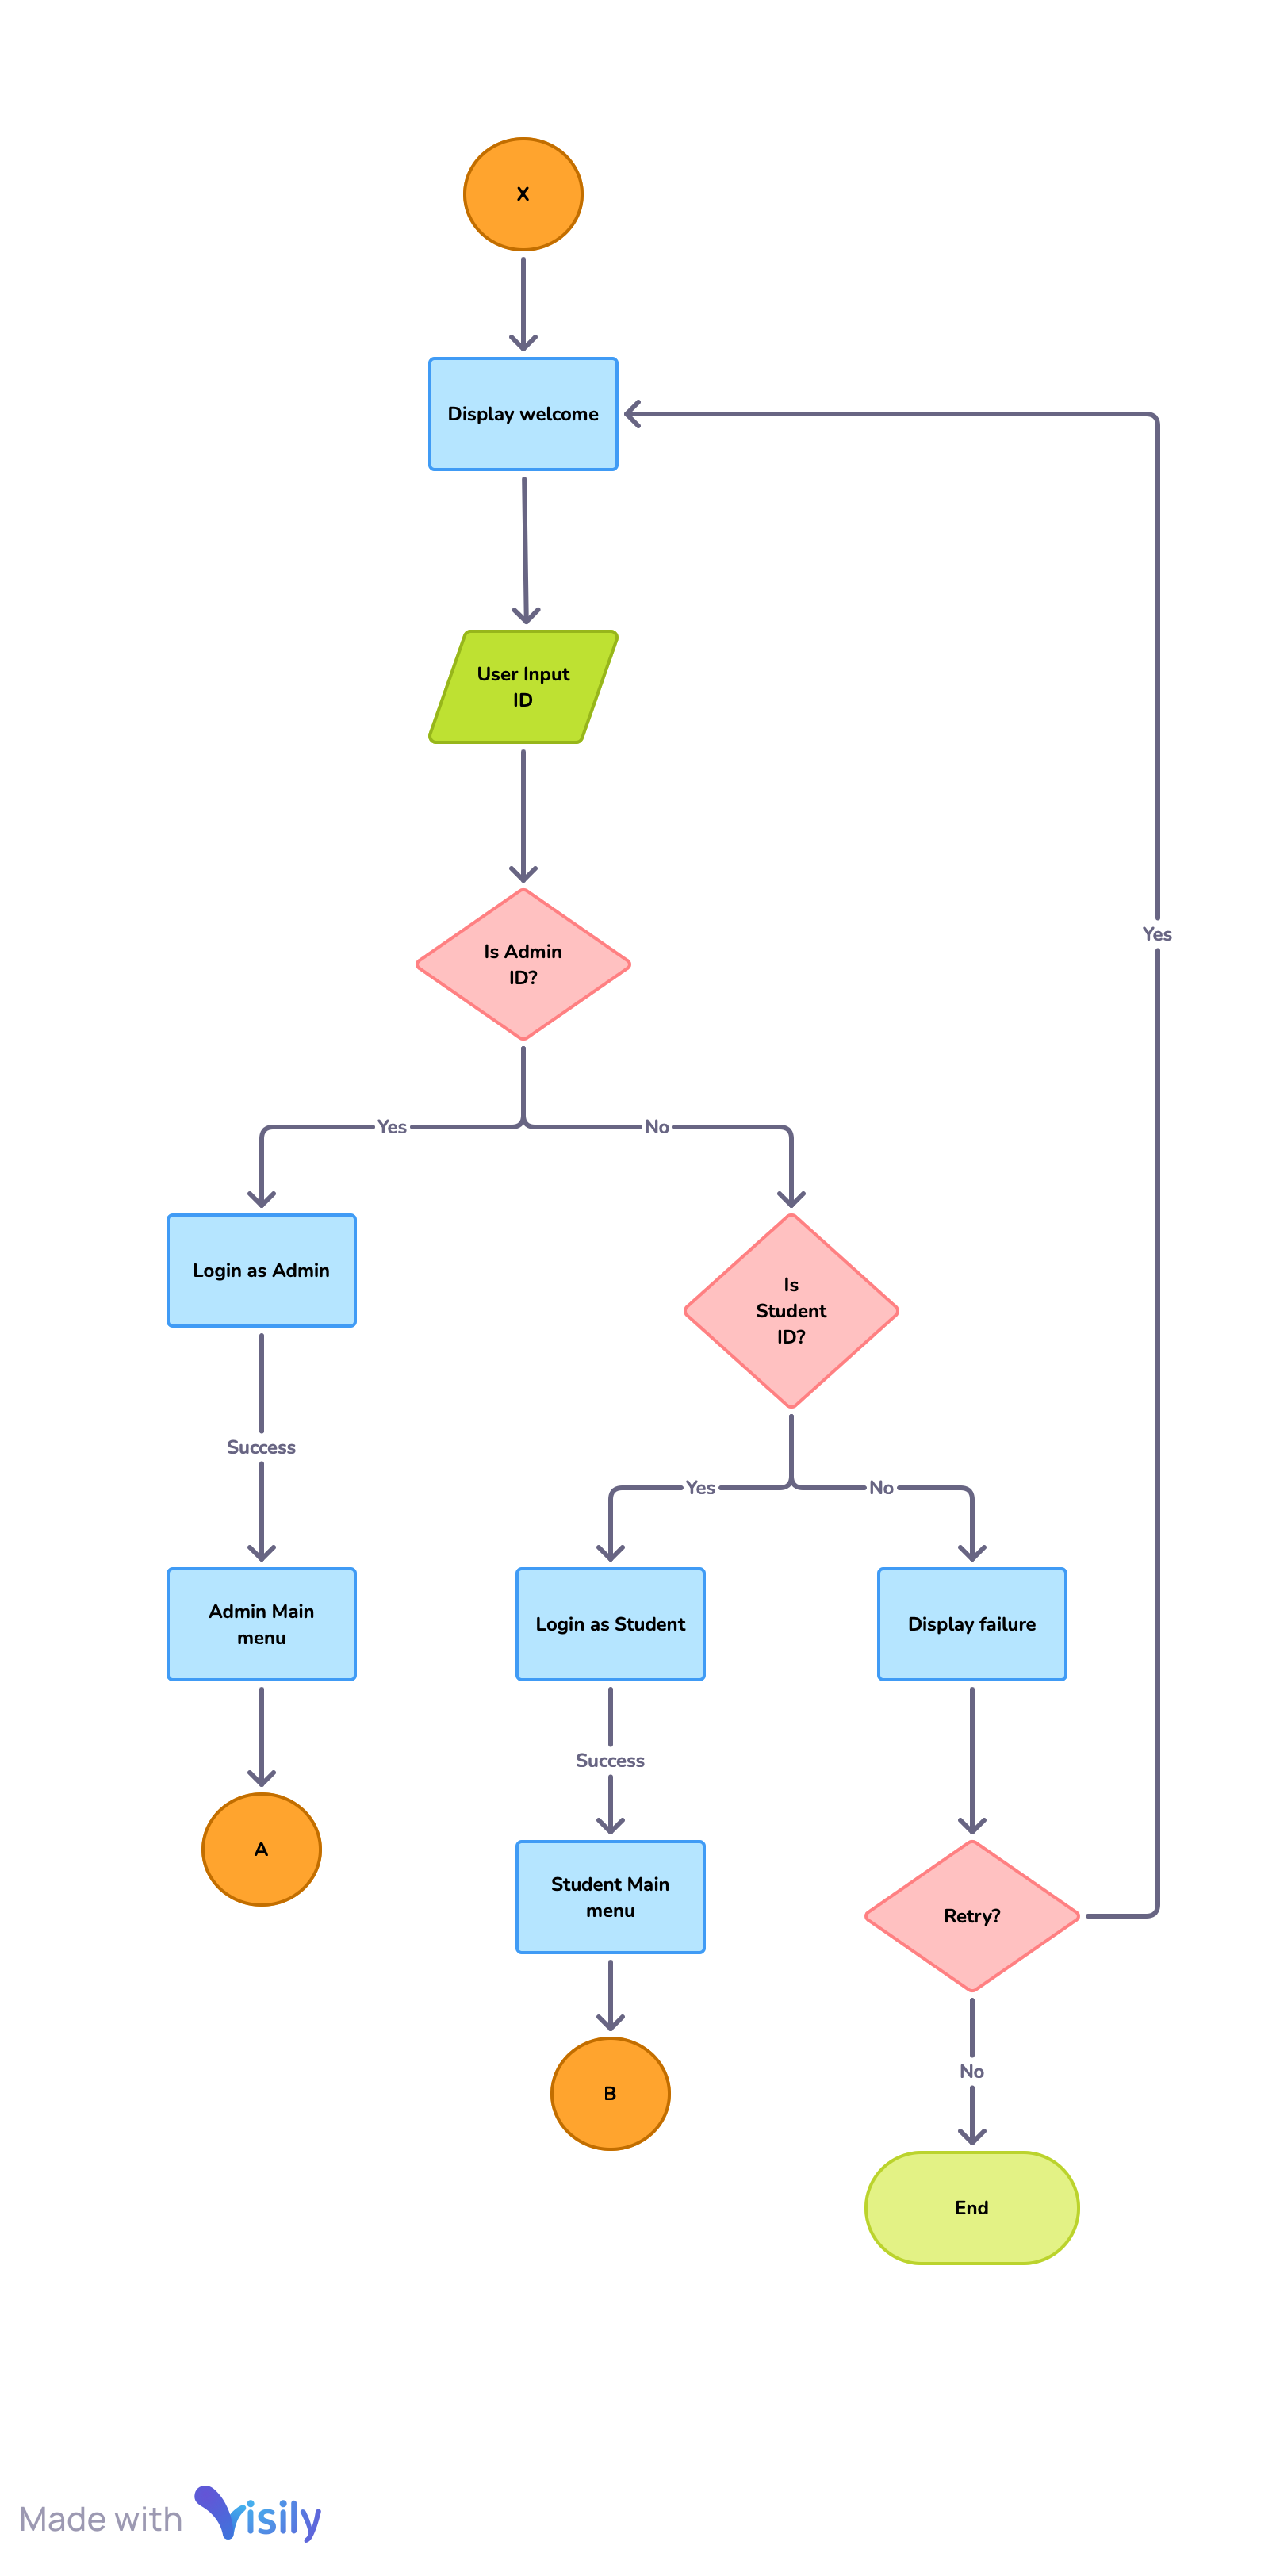 X
Display welcome
User Input
ID
Is Admin
ID?
Yes
No
Yes
Login as Admin
Is
Student
ID?
Success
Yes
No
Admin Main
menu
Login as Student
Display failure
Success
A
Student Main
menu
Retry?
No
B
End
Made with Visily